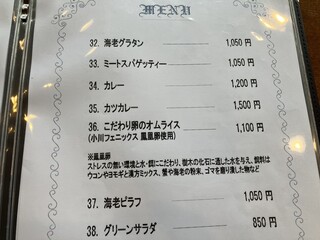 MENU
32. 海老グラタン 1,050 円
33. ミートスパゲッティー 1,050 円
34. カレー 1,200 円
35. カツカレー 1,500 円
36. こだわり卵のオムライス 1,100 円
(小川フェニックス 鳳凰卵使用)
※鳳凰卵
ストレスの無い環境と水・餌にこだわり、樹木の化石に通した水を与え、飼料は
ウコンやヨモギと漢方ミックス、蟹や海老の粉末、ゴマを磨り潰した物など
37. 海老ピラフ 1,050 円
38. グリーンサラダ 850 円